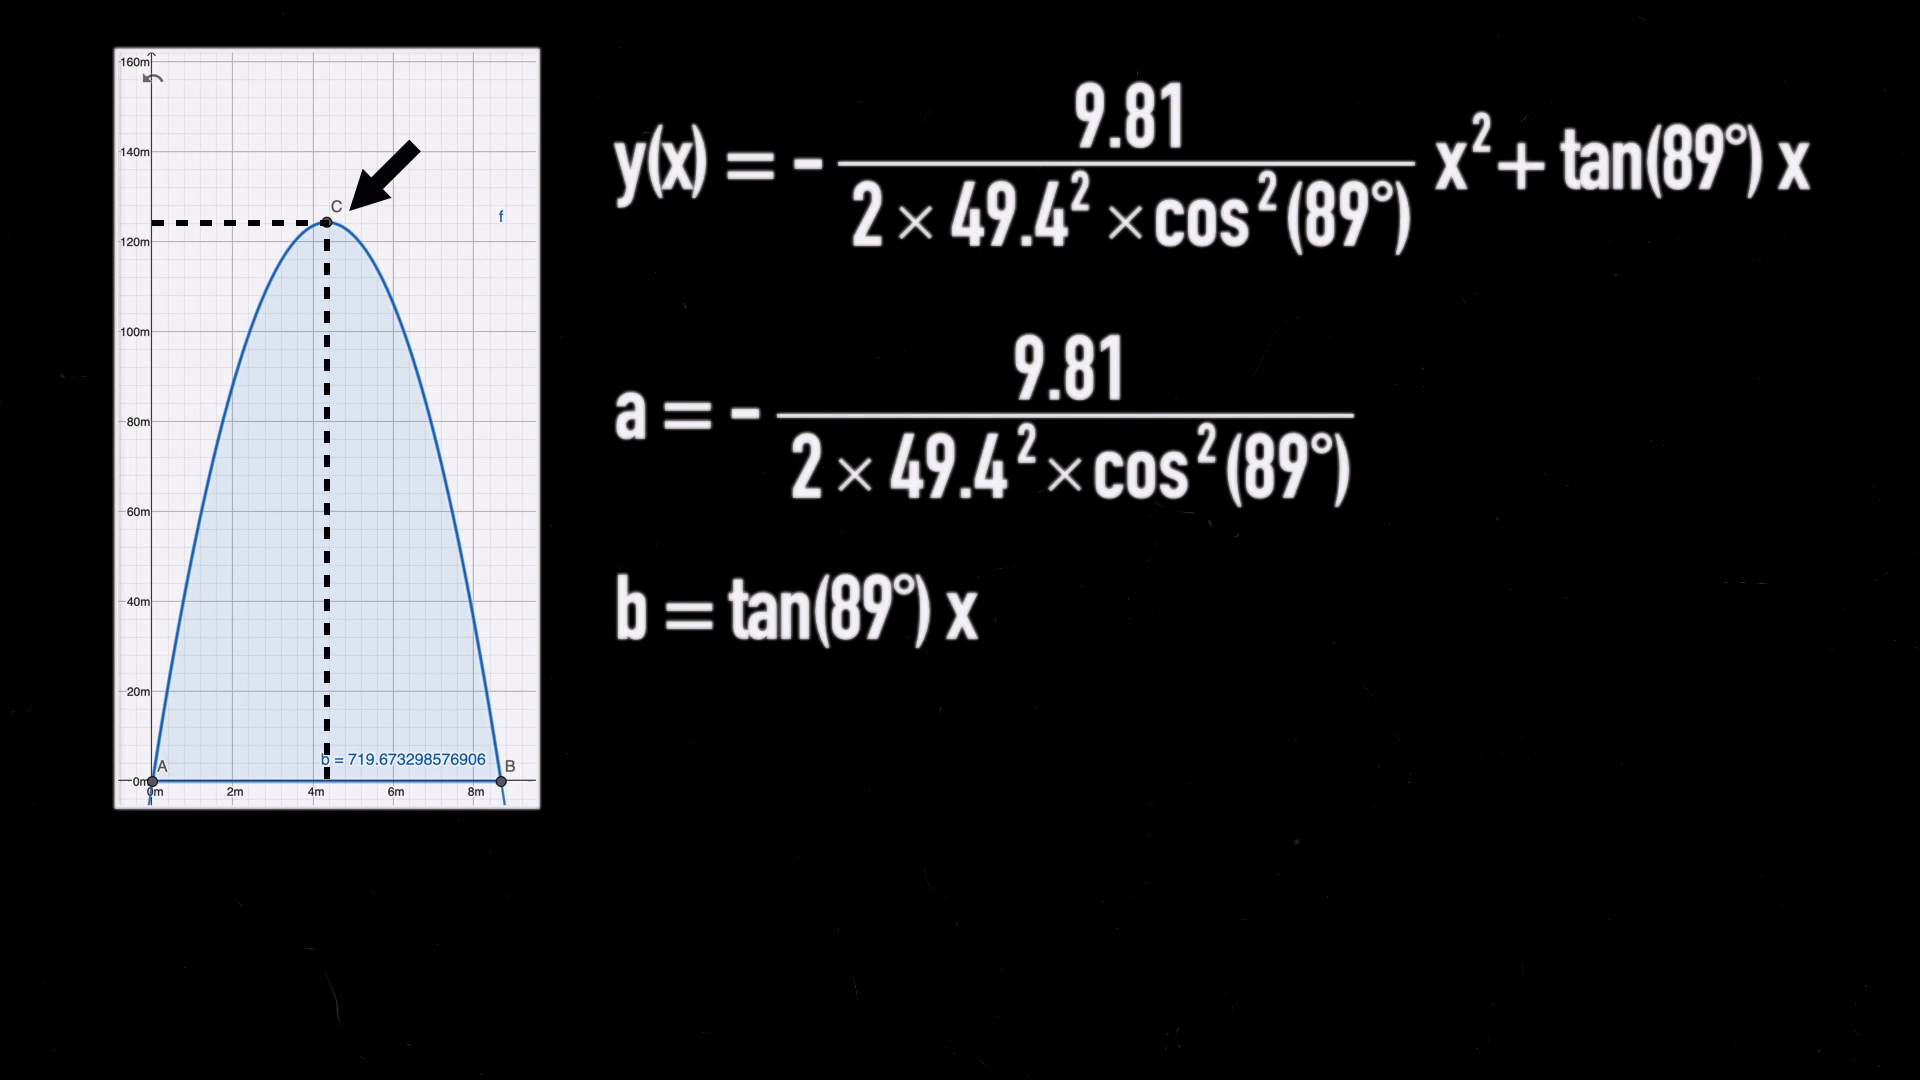 160m
140m
C
f
120m
100m
80m
60m
40m
20m
b = 719.673298576906
A
B
0m
0m 2m 4m 6m 8m
y(x) = - 9.81 / 2 × 49.4² × cos² (89°) x² + tan(89°) x
a = - 9.81 / 2 × 49.4² × cos² (89°)
b = tan(89°) x